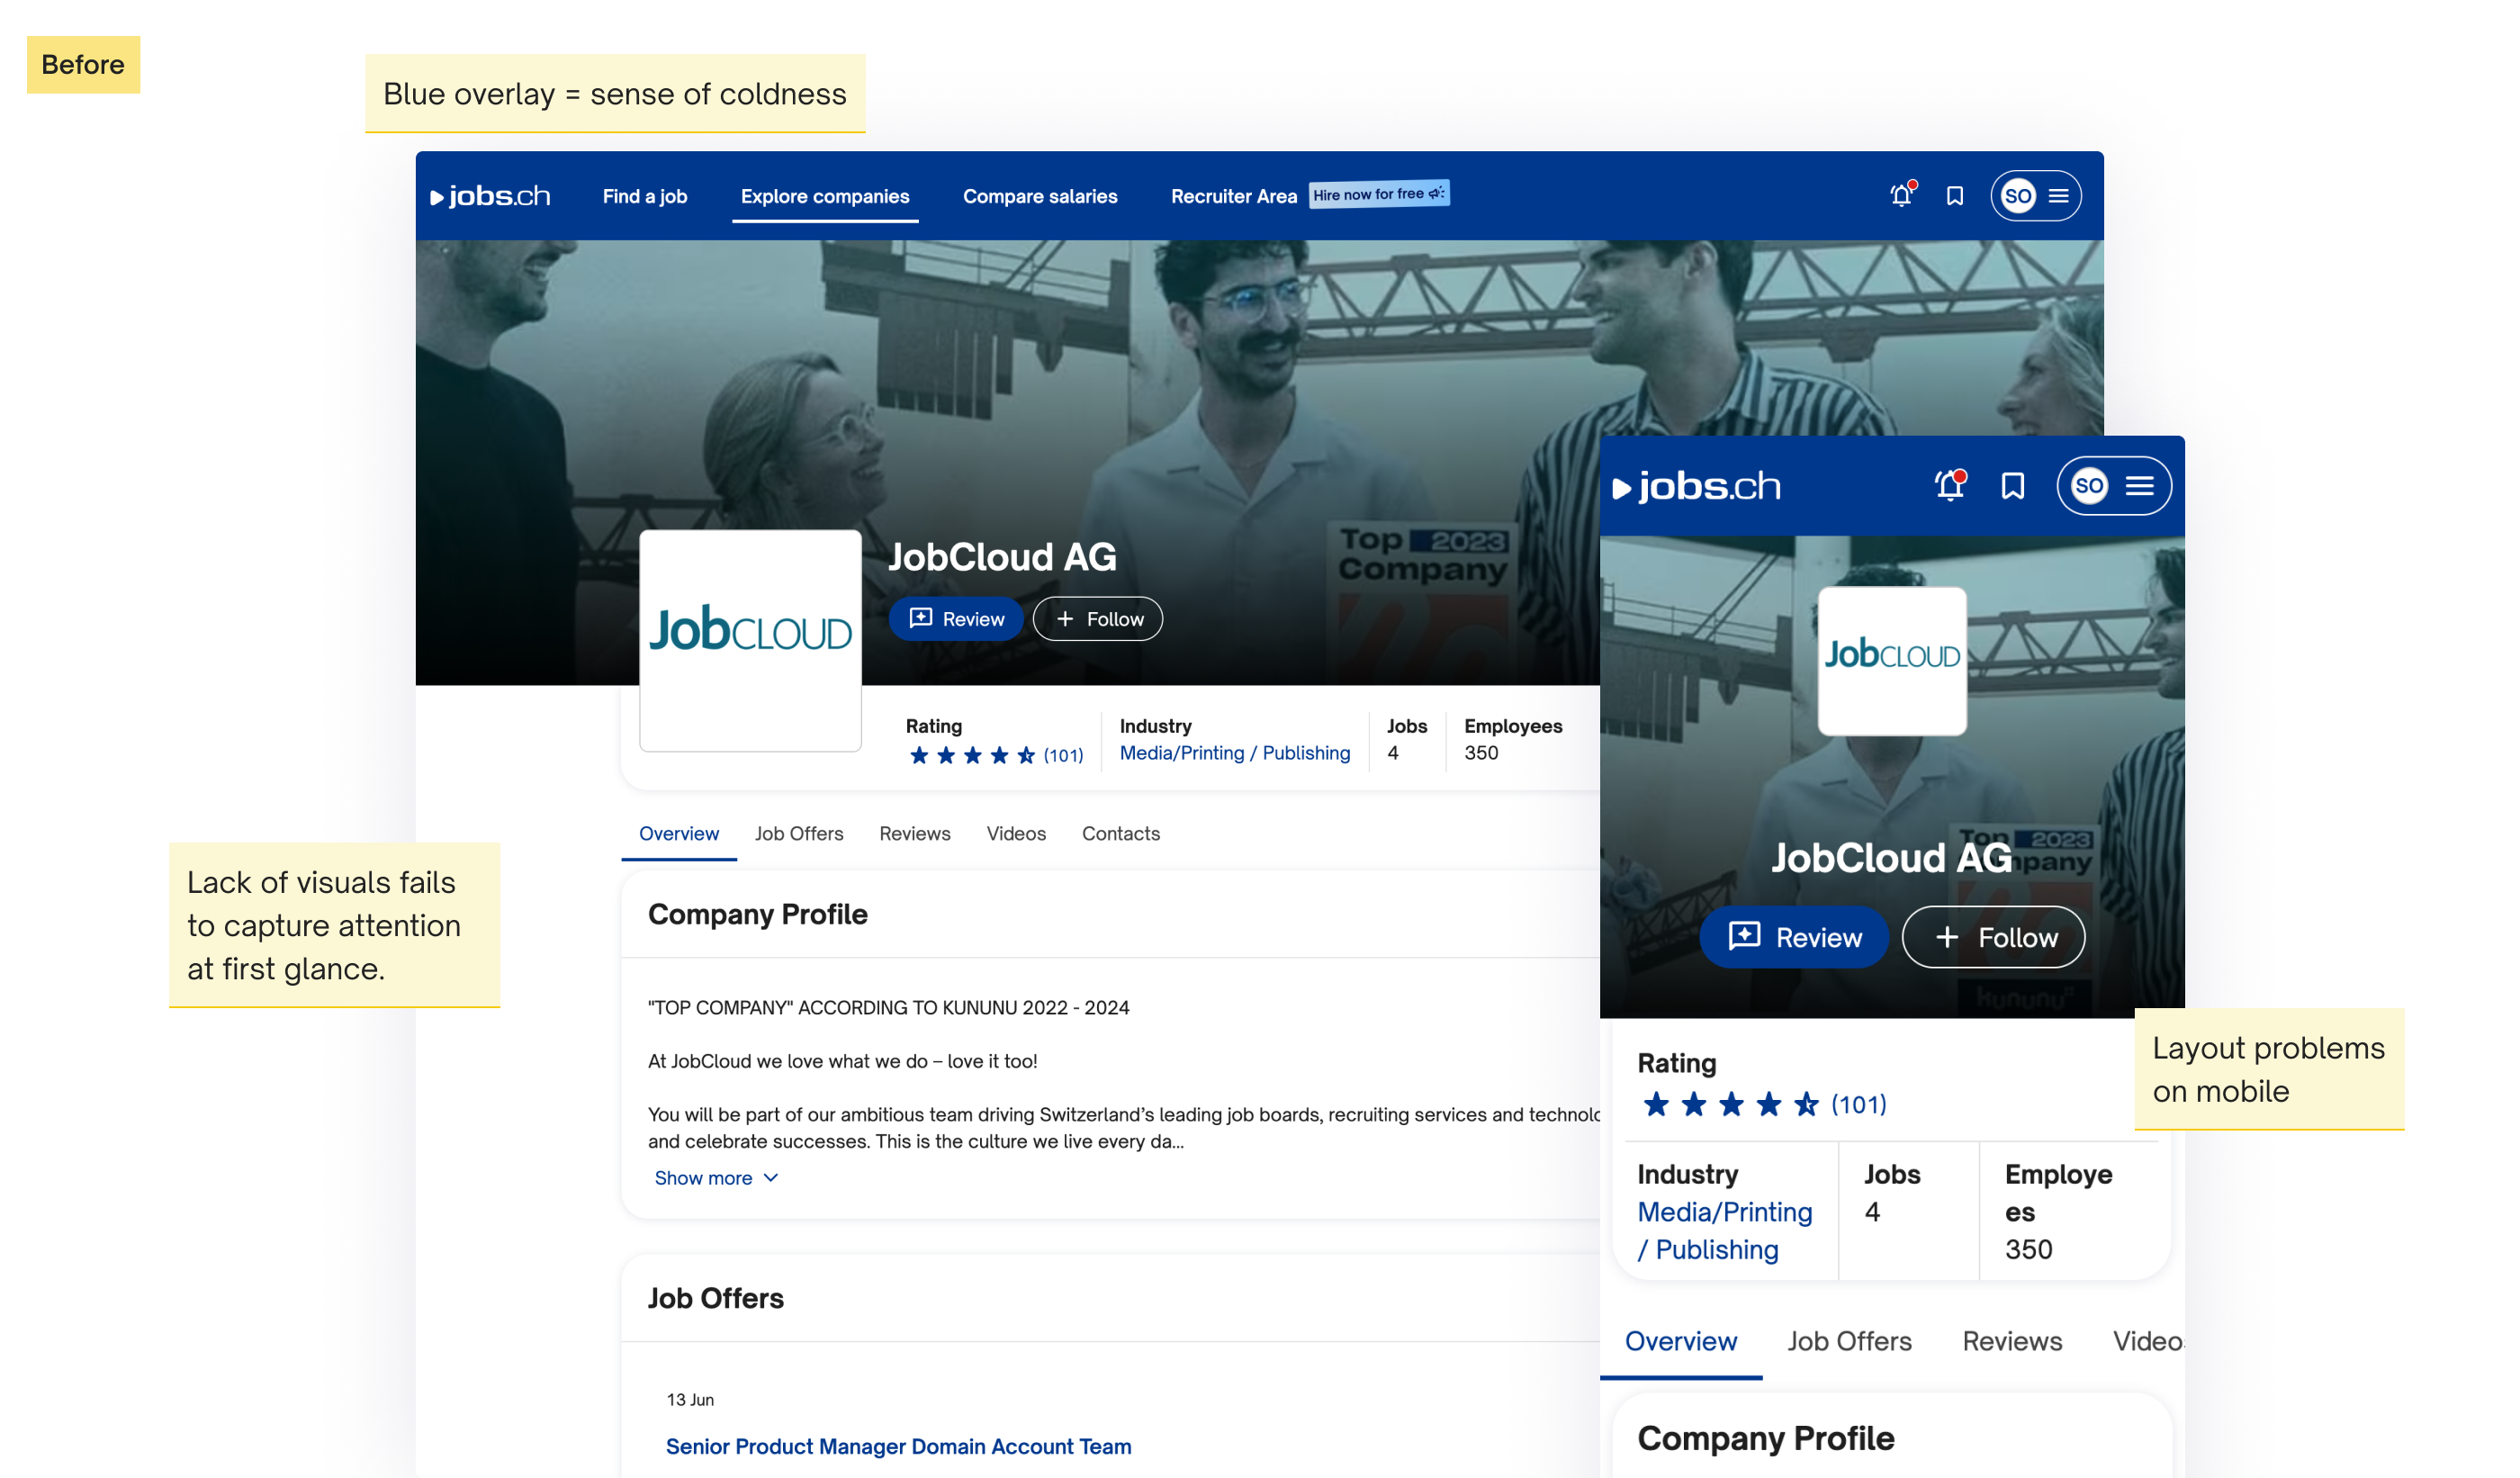 Before
Blue overlay = sense of coldness
jobs.ch
Find a job
Explore companies
Compare salaries
Recruiter Area
Hire now for free
SO
Top 2023
Company
JobCloud AG
Review
+ Follow
JobCLOUD
Rating
(101)
Industry
Media/Printing / Publishing
Jobs
4
Employees
350
Overview
Job Offers
Reviews
Videos
Contacts
Lack of visuals fails
to capture attention
at first glance.
Company Profile
"TOP COMPANY" ACCORDING TO KUNUNU 2022 - 2024
At JobCloud we love what we do – love it too!
You will be part of our ambitious team driving Switzerland’s leading job boards, recruiting services and technolo
and celebrate successes. This is the culture we live every da...
Show more
Job Offers
13 Jun
Senior Product Manager Domain Account Team
jobs.ch
SO
JobCLOUD
Top 2023
Company
JobCloud AG
Review
+ Follow
kununu
Layout problems
on mobile
Rating
(101)
Industry
Media/Printing
/ Publishing
Jobs
4
Employe
es
350
Overview
Job Offers
Reviews
Video
Company Profile